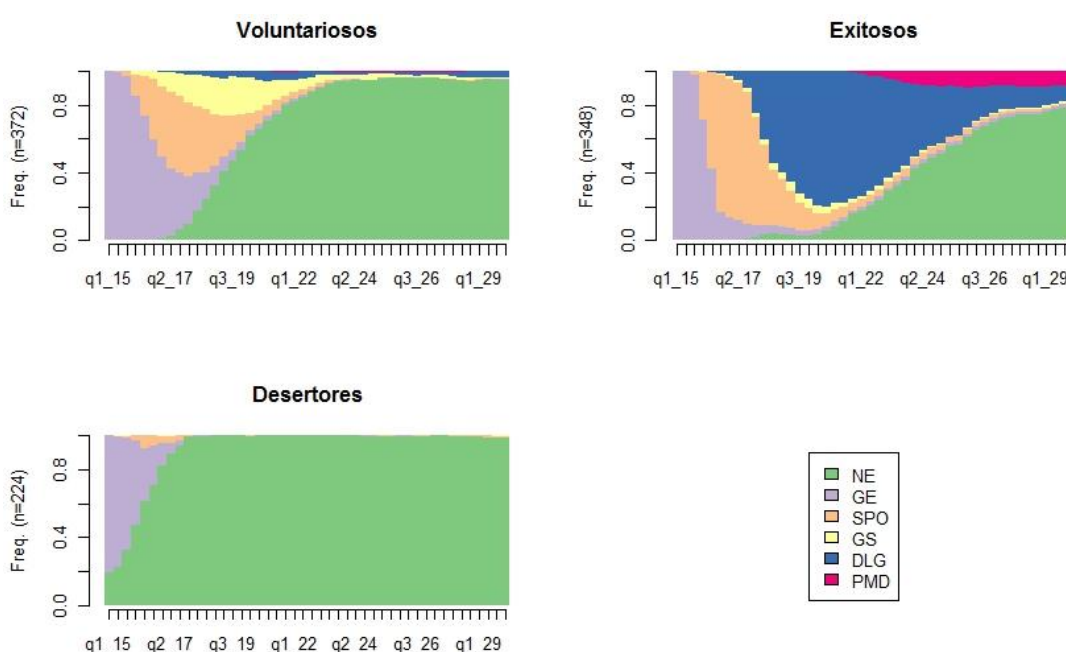 Voluntariosos
Freq. (n=372)
0.0 0.4 0.8
q1_15 q2_17 q3_19 q1_22 q2_24 q3_26 q1_29
Exitosos
Freq. (n=348)
0.0 0.4 0.8
q1_15 q2_17 q3_19 q1_22 q2_24 q3_26 q1_29
Desertores
Freq. (n=224)
0.0 0.4 0.8
q1_15 q2_17 q3_19 q1_22 q2_24 q3_26 q1_29
NE
GE
SPO
GS
DLG
PMD